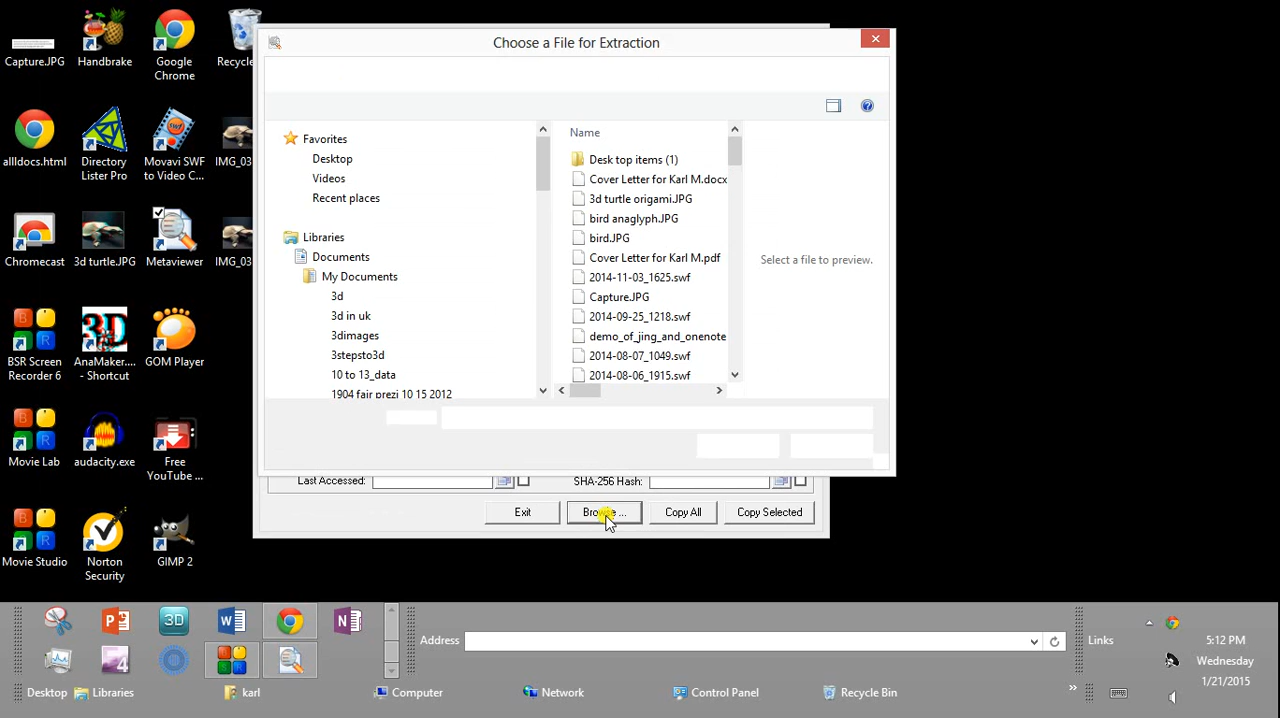 Capture.JPG
Handbrake
Google
Chrome
Recycl
allldocs.html
Directory
Lister Pro
Movavi SWF
to Video C...
IMG_03
Chromecast
3d turtle.JPG
Metaviewer
IMG_03
BSR Screen
Recorder 6
AnaMaker....
- Shortcut
GOM Player
Movie Lab
audacity.exe
Free
YouTube ...
Movie Studio
Norton
Security
GIMP 2
Choose a File for Extraction
Favorites
Desktop
Videos
Recent places
Libraries
Documents
My Documents
3d
3d in uk
3dimages
3stepsto3d
10 to 13_data
1904 fair prezi 10 15 2012
Name
Desk top items (1)
Cover Letter for Karl M.docx
3d turtle origami.JPG
bird anaglyph.JPG
bird.JPG
Cover Letter for Karl M.pdf
2014-11-03_1625.swf
Capture.JPG
2014-09-25_1218.swf
demo_of_jing_and_onenote
2014-08-07_1049.swf
2014-08-06_1915.swf
Select a file to preview.
Last Accessed:
SHA-256 Hash:
Exit
Browse ...
Copy All
Copy Selected
Address
Links
5:12 PM
Wednesday
1/21/2015
Desktop
Libraries
karl
Computer
Network
Control Panel
Recycle Bin